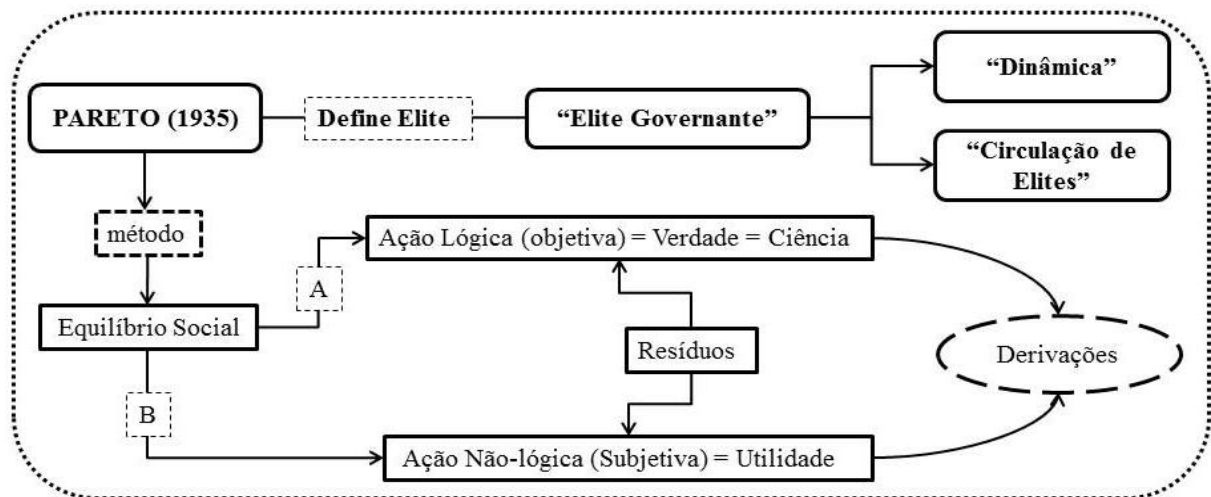 “Dinâmica”
PARETO (1935)
Define Elite
“Elite Governante”
“Circulação de
Elites”
método
Ação Lógica (objetiva) = Verdade = Ciência
A
Equilíbrio Social
Resíduos
Derivações
B
Ação Não-lógica (Subjetiva) = Utilidade